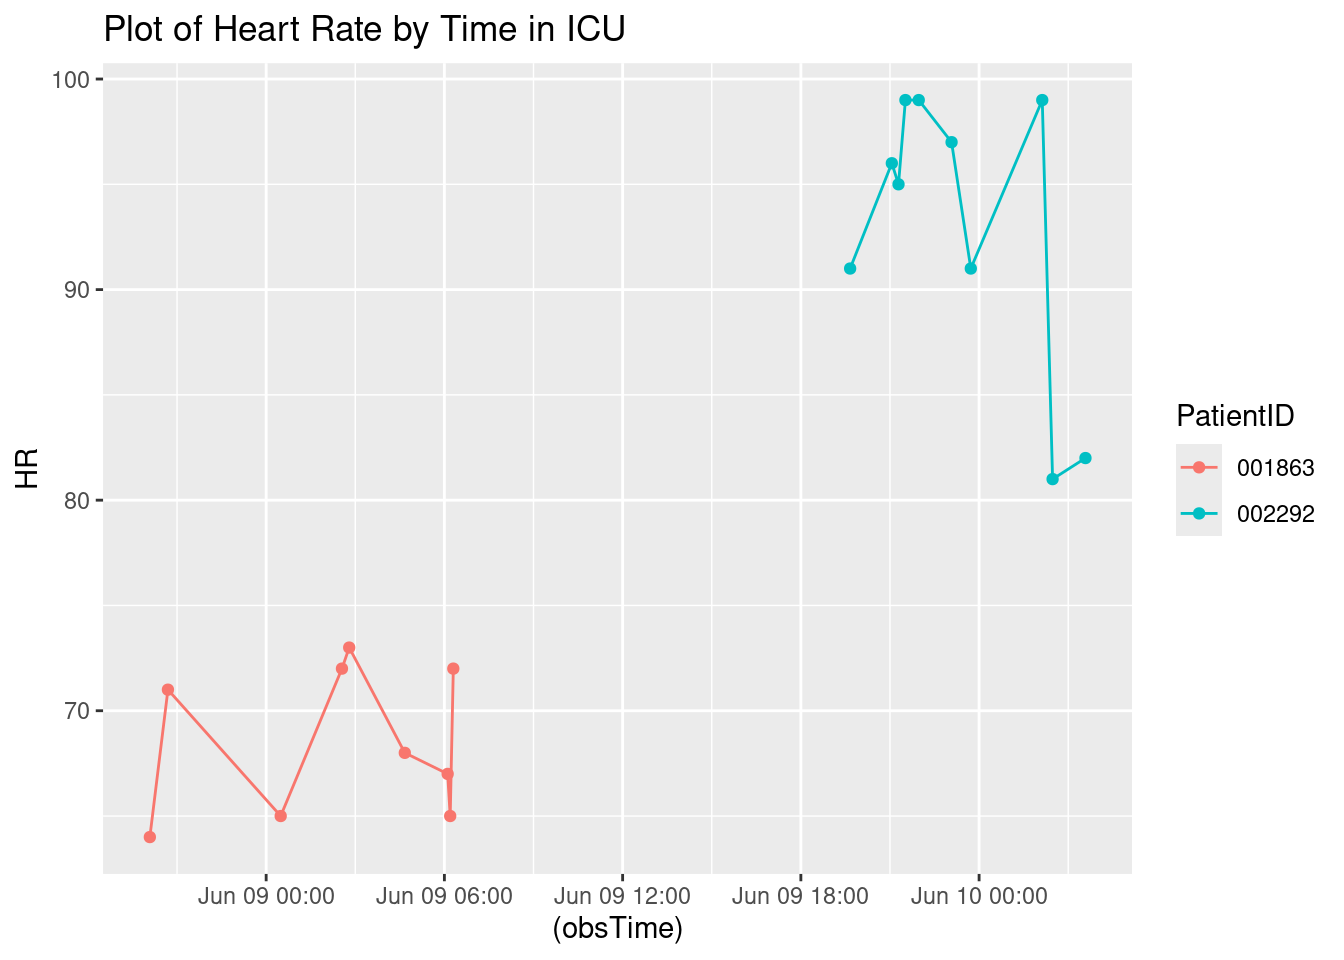 Plot of Heart Rate by Time in ICU
100
90
80
70
HR
Jun 09 00:00
Jun 09 06:00
Jun 09 12:00
Jun 09 18:00
Jun 10 00:00
(obsTime)
PatientID
001863
002292